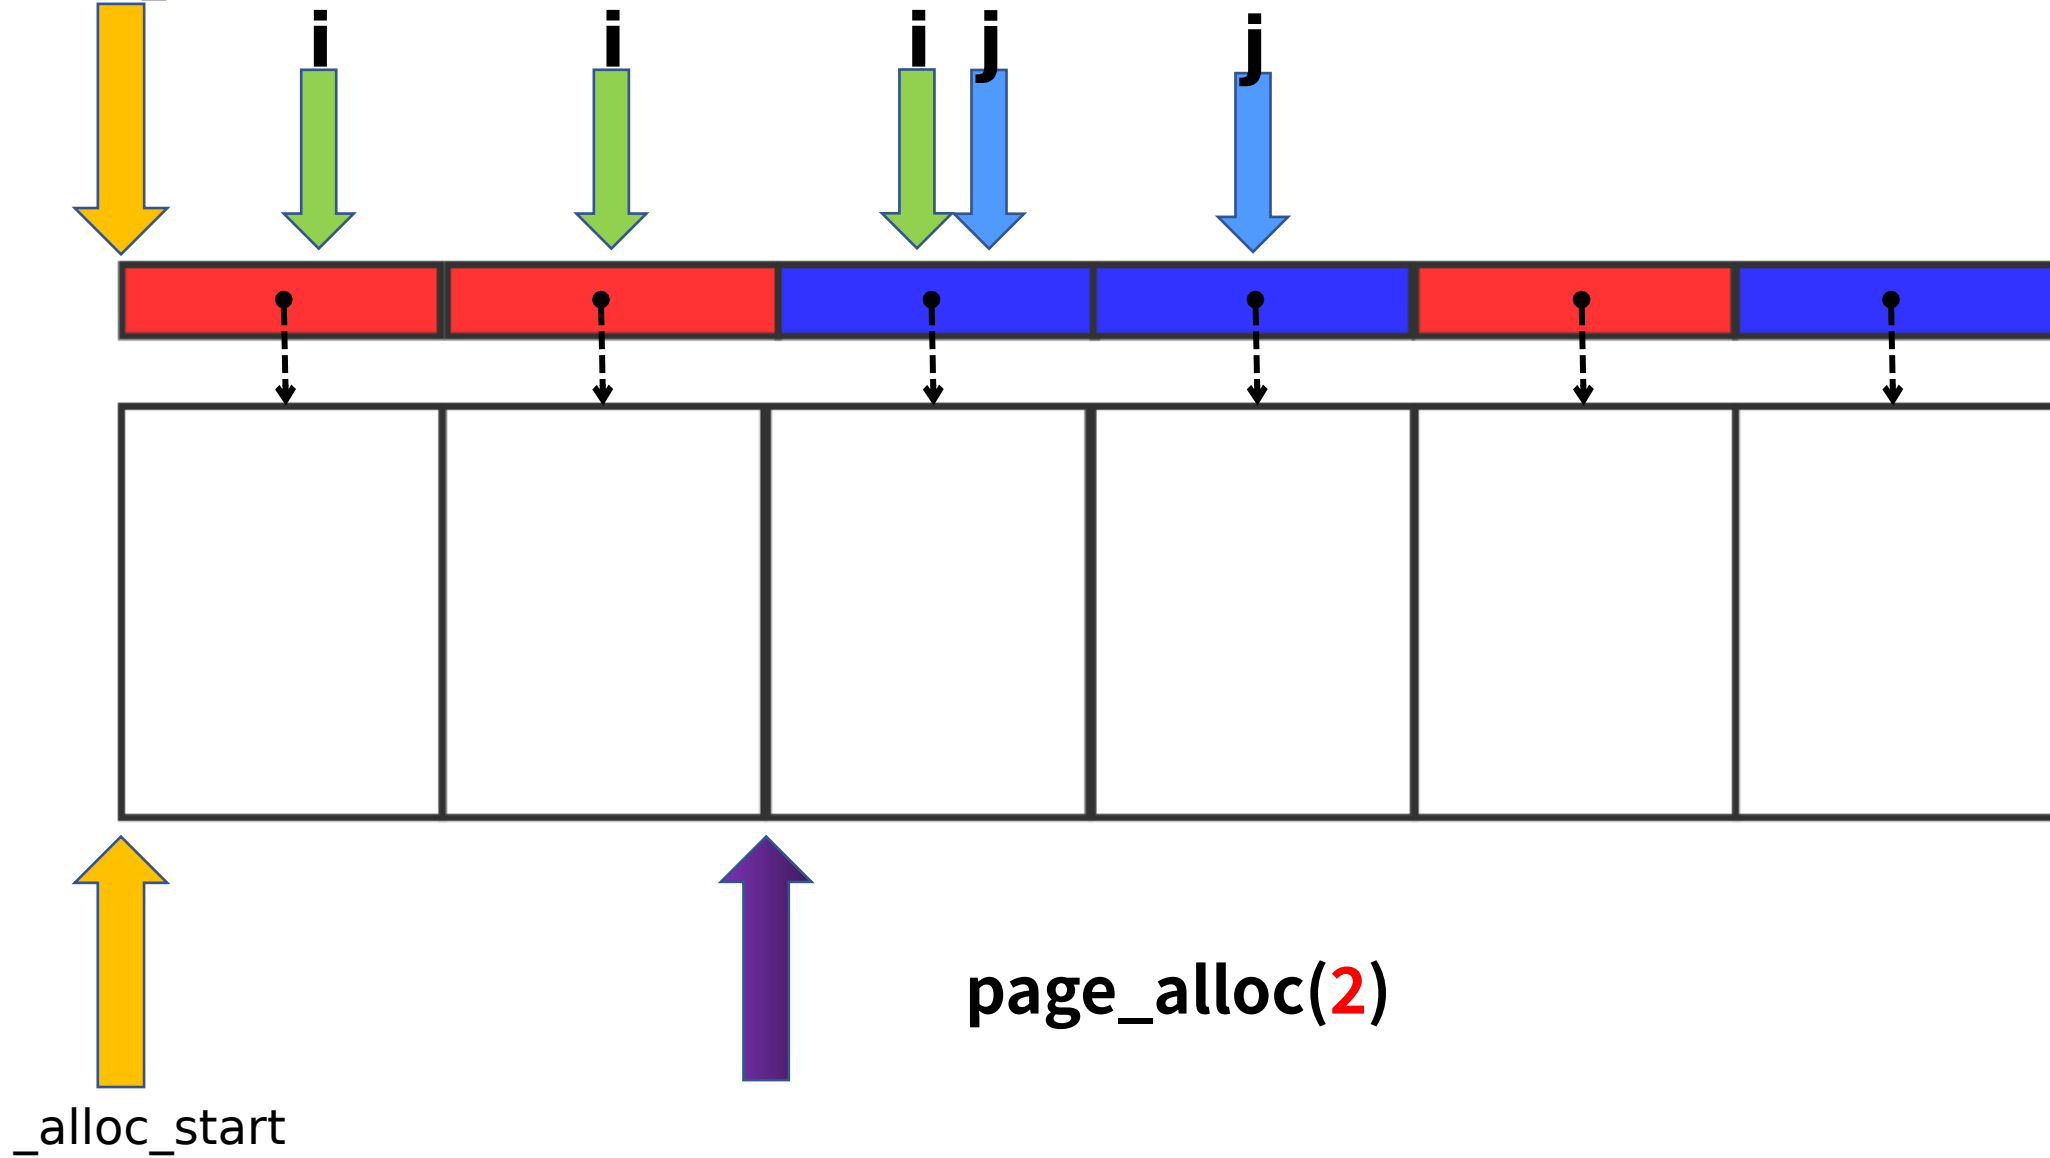 i i i j j
page_alloc(2)
_alloc_start